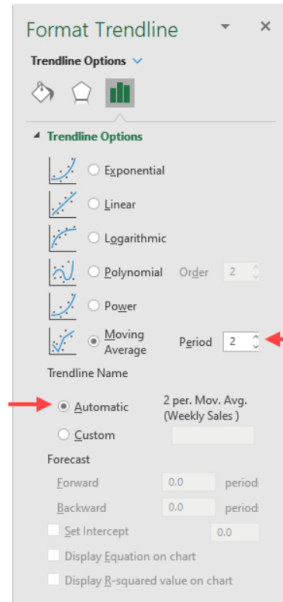 Format Trendline
Trendline Options
Trendline Options
Exponential
Linear
Logarithmic
Polynomial Order 2
Power
Moving Average Period 2
Trendline Name
Automatic 2 per. Mov. Avg. (Weekly Sales )
Custom
Forecast
Forward 0.0 period
Backward 0.0 period
Set Intercept 0.0
Display Equation on chart
Display R-squared value on chart